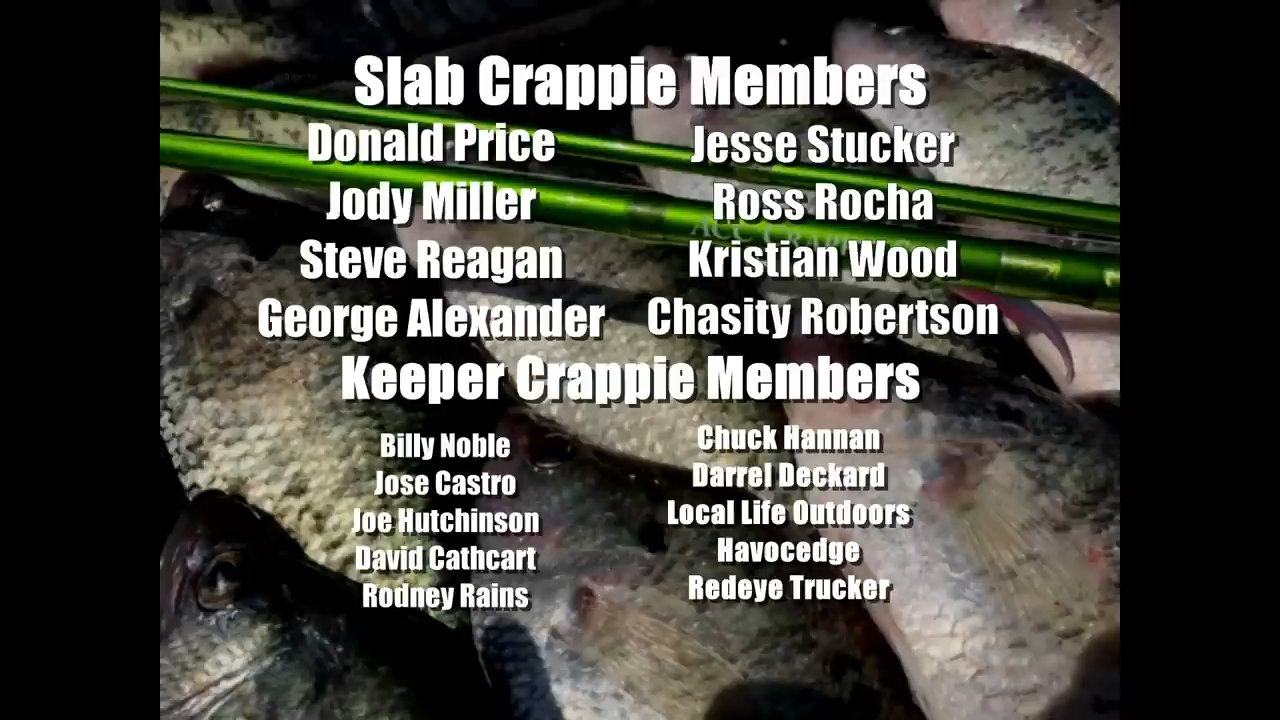 Slab Crappie Members
Donald Price
Jesse Stucker
Jody Miller
Ross Rocha
Steve Reagan
Kristian Wood
George Alexander
Chasity Robertson
Keeper Crappie Members
Billy Noble
Chuck Hannan
Jose Castro
Darrel Deckard
Joe Hutchinson
Local Life Outdoors
David Cathcart
Havocedge
Rodney Rains
Redeye Trucker